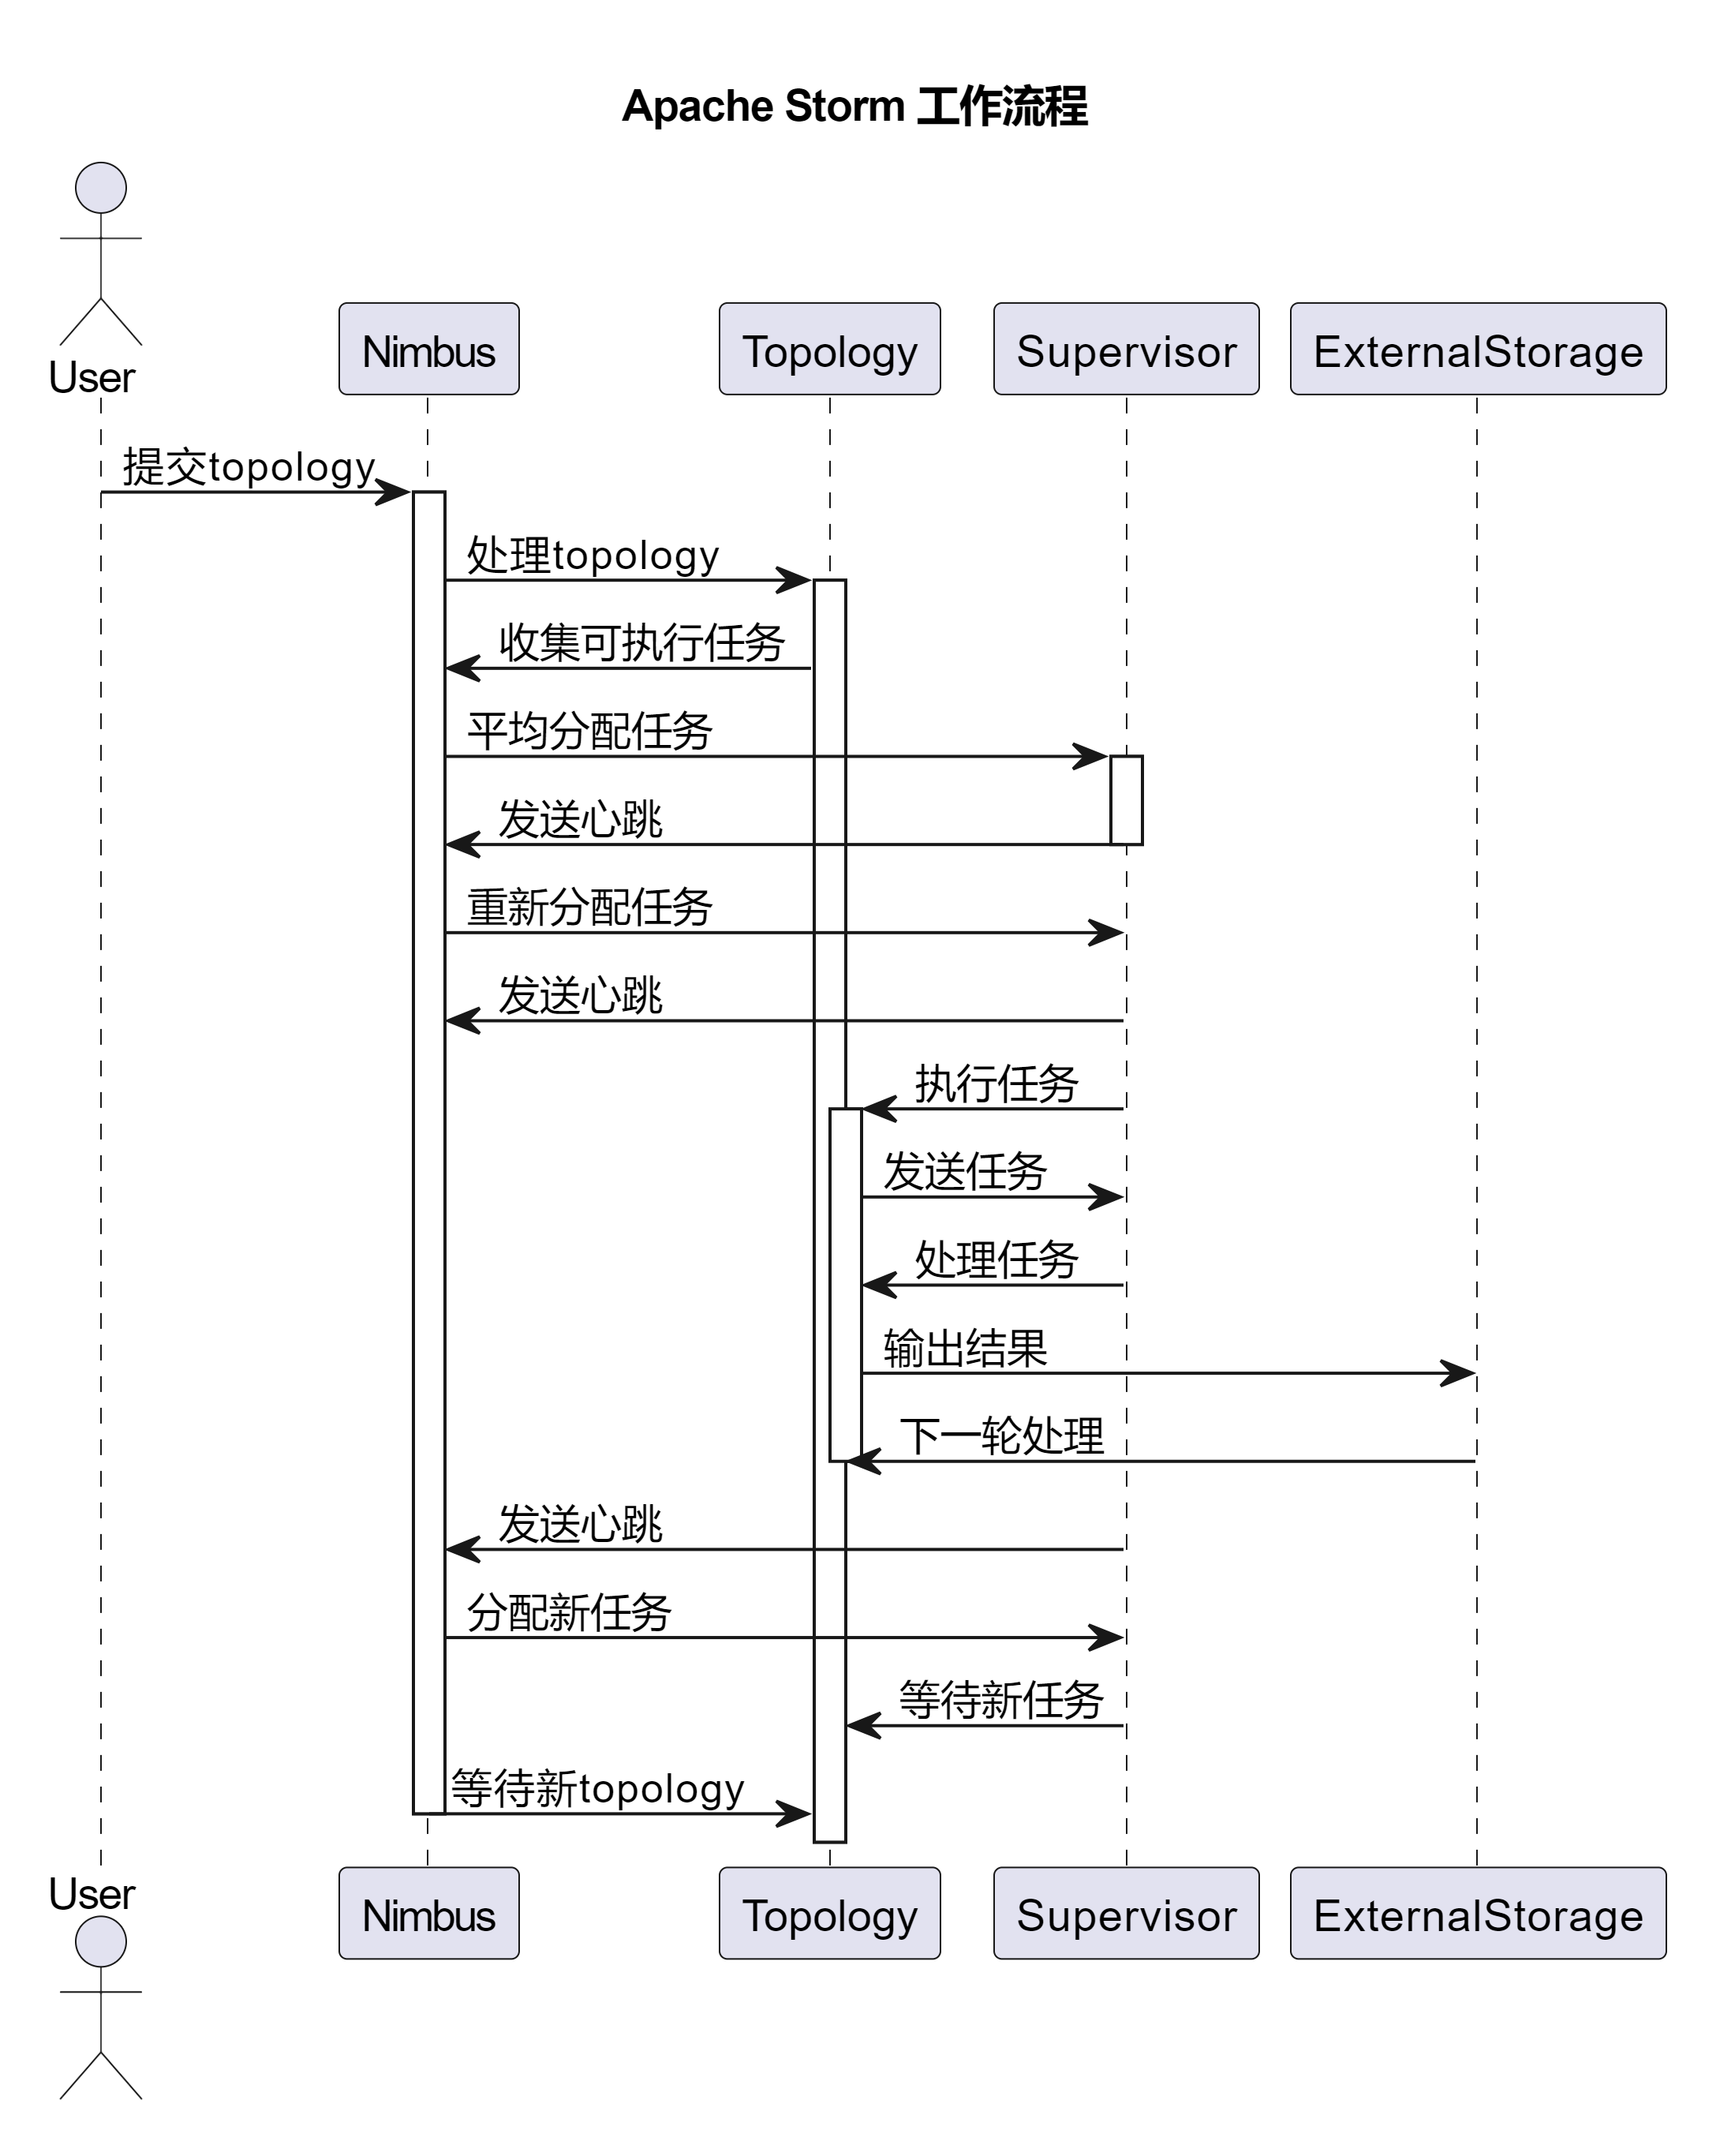 Apache Storm 工作流程
User
Nimbus
Topology
Supervisor
ExternalStorage
提交topology
处理topology
收集可执行任务
平均分配任务
发送心跳
重新分配任务
发送心跳
执行任务
发送任务
处理任务
输出结果
下一轮处理
发送心跳
分配新任务
等待新任务
等待新topology
User
Nimbus
Topology
Supervisor
ExternalStorage